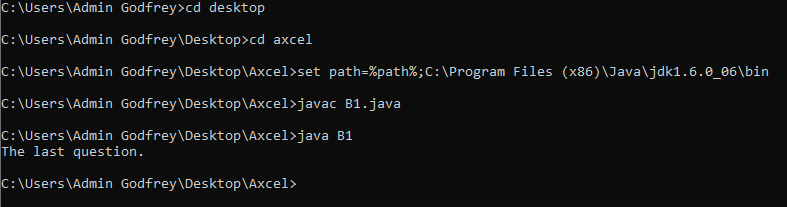 C:\Users\Admin Godfrey>cd desktop
C:\Users\Admin Godfrey\Desktop>cd axcel
C:\Users\Admin Godfrey\Desktop\Axcel>set path=%path%;C:\Program Files (x86)\Java\jdk1.6.0_06\bin
C:\Users\Admin Godfrey\Desktop\Axcel>javac B1.java
C:\Users\Admin Godfrey\Desktop\Axcel>java B1
The last question.
C:\Users\Admin Godfrey\Desktop\Axcel>